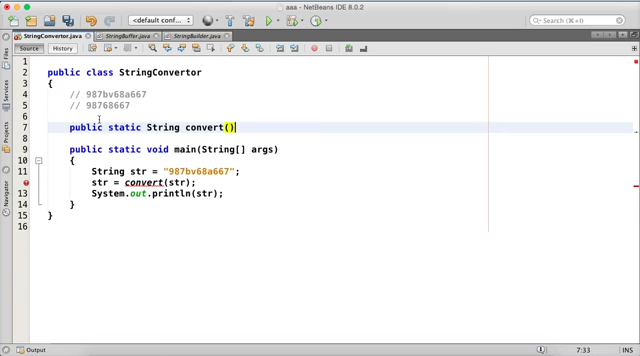 aaa - NetBeans IDE 8.0.2
<default conf...
Search (⌘+I)
StringConvertor.java
StringBuffer.java
StringBuilder.java
Source
History
Files
Services
Projects
Navigator
1
2 public class StringConvertor
3 {
4 // 987bv68a667
5 // 98768667
6
7 public static String convert()
8
9 public static void main(String[] args)
10 {
11 String str = "987bv68a667";
12 str = convert(str);
13 System.out.println(str);
14 }
15 }
16
Output
7:33
INS